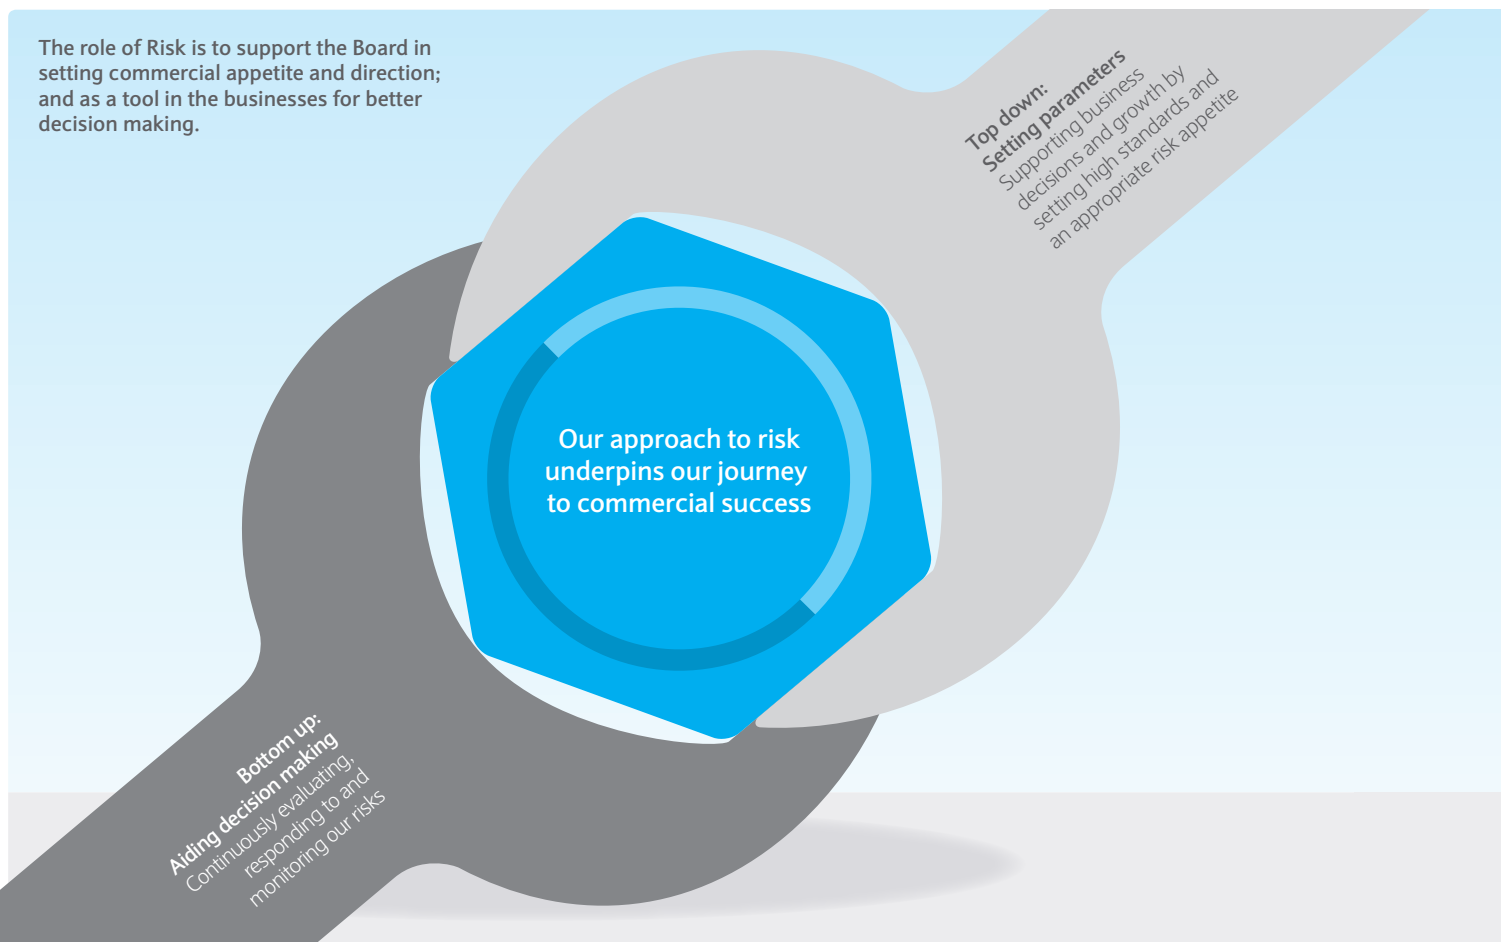 The role of Risk is to support the Board in
setting commercial appetite and direction;
and as a tool in the businesses for better
decision making.
Top down:
Setting parameters
Supporting business
decisions and growth by
setting high standards and
an appropriate risk appetite
Our approach to risk
underpins our journey
to commercial success
Bottom up:
Aiding decision making
Continuously evaluating,
responding to and
monitoring our risks